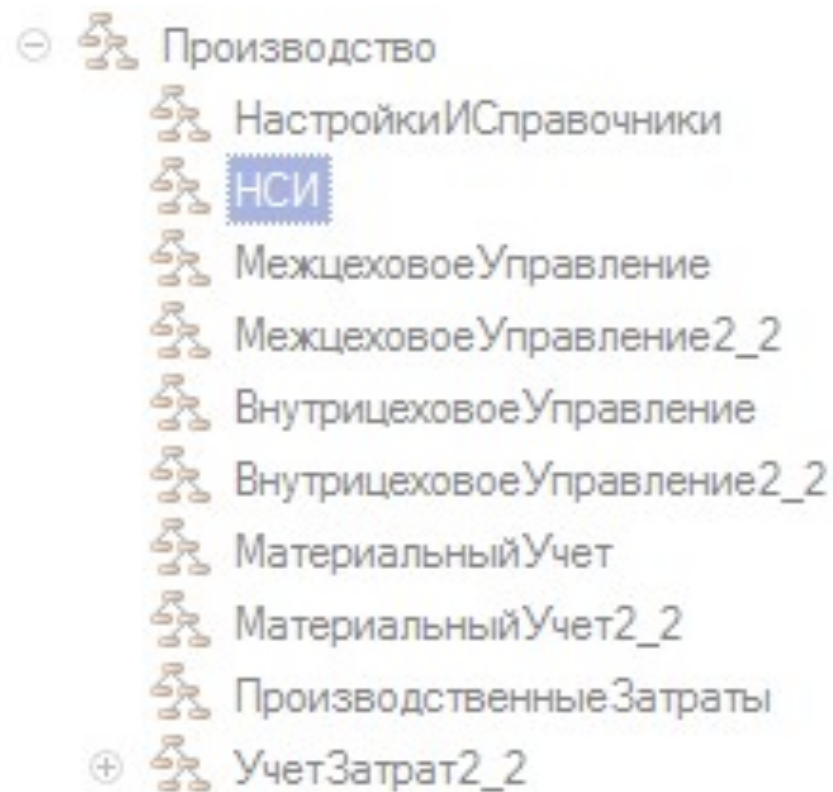 Производство
НастройкиИСправочники
НСИ
МежцеховоеУправление
МежцеховоеУправление2_2
ВнутрицеховоеУправление
ВнутрицеховоеУправление2_2
МатериальныйУчет
МатериальныйУчет2_2
ПроизводственныеЗатраты
УчетЗатрат2_2